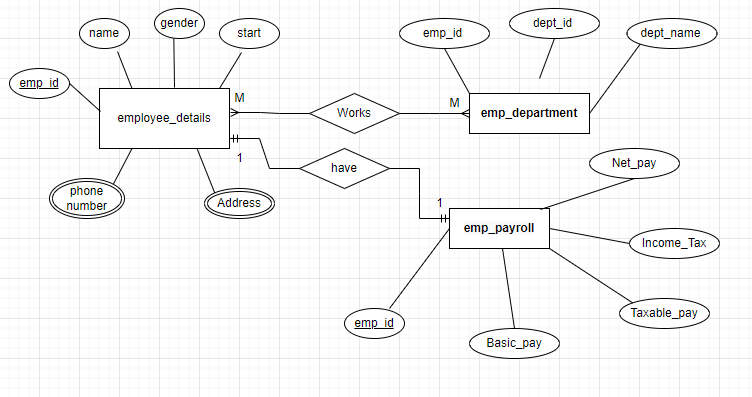 gender
name
start
emp_id
dept_id
dept_name
emp_id
employee_details
M
Works
M
emp_department
1
have
phone
number
Address
Net_pay
1
emp_payroll
Income_Tax
emp_id
Basic_pay
Taxable_pay